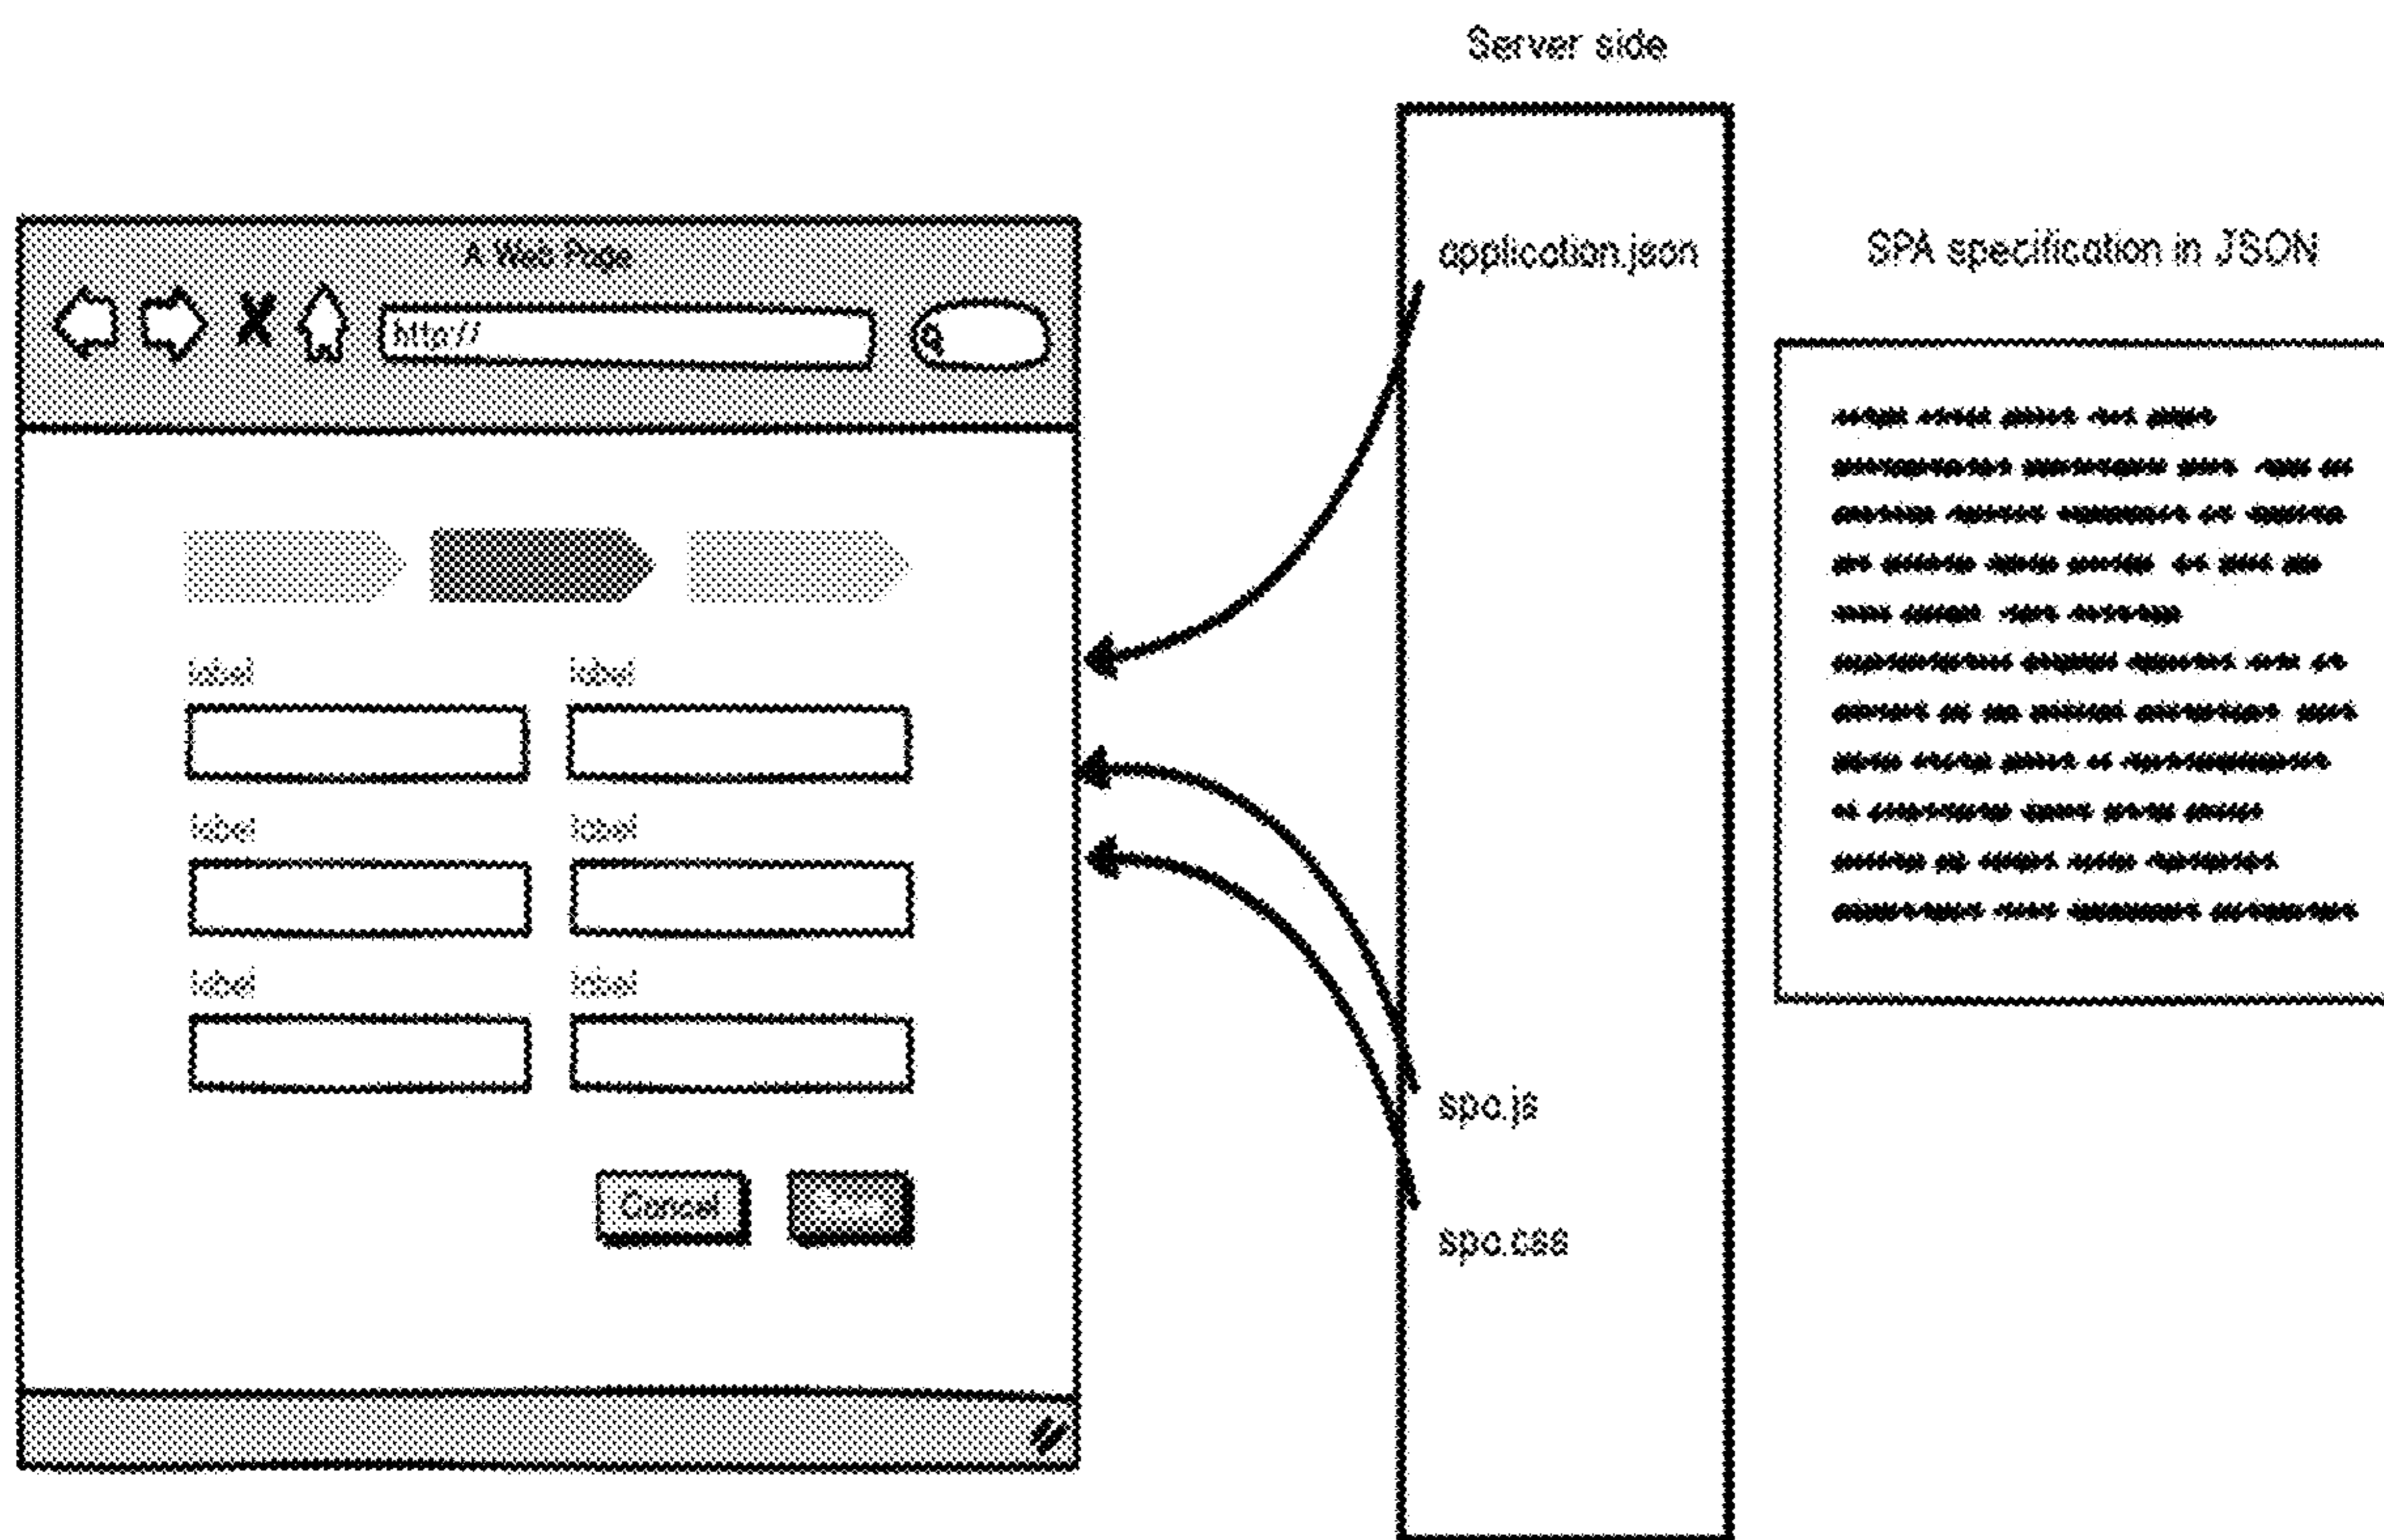 Server side
A Web Page
http://
application.json
SPA specification in JSON
label label
label label
label label
spa.js
spa.css
Cancel